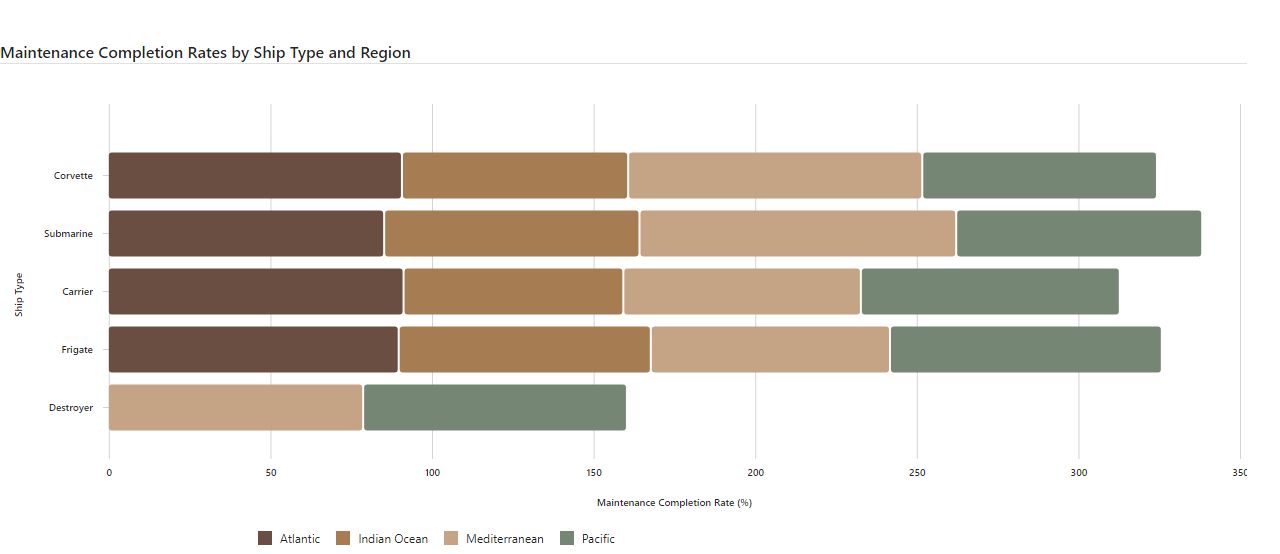 Maintenance Completion Rates by Ship Type and Region
Ship Type
Corvette
Submarine
Carrier
Frigate
Destroyer
0 50 100 150 200 250 300 350
Maintenance Completion Rate (%)
Atlantic Indian Ocean Mediterranean Pacific